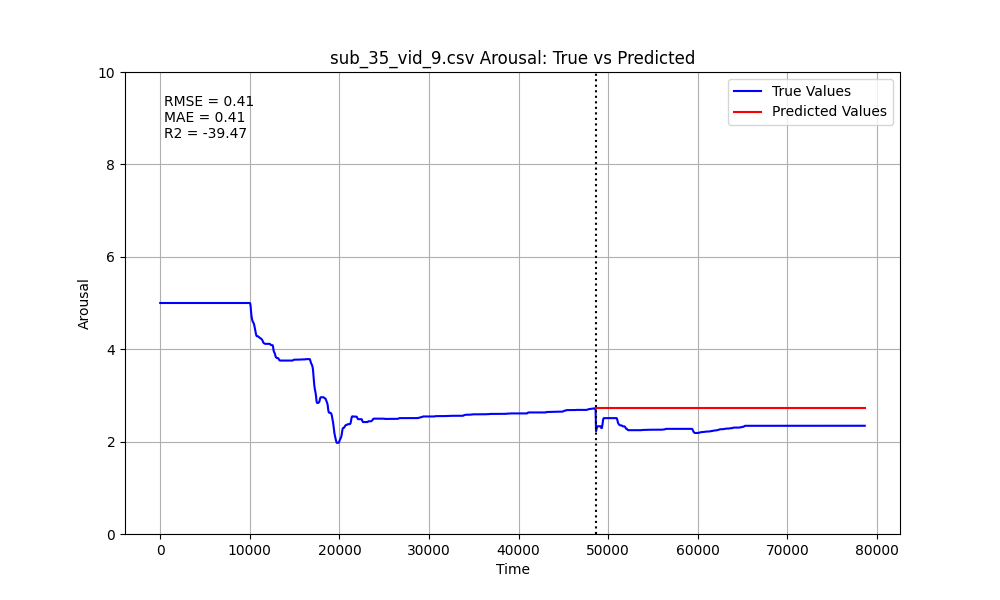 sub_35_vid_9.csv Arousal: True vs Predicted
RMSE = 0.41
MAE = 0.41
R2 = -39.47
True Values
Predicted Values
10
8
6
4
2
0
Arousal
0 10000 20000 30000 40000 50000 60000 70000 80000
Time